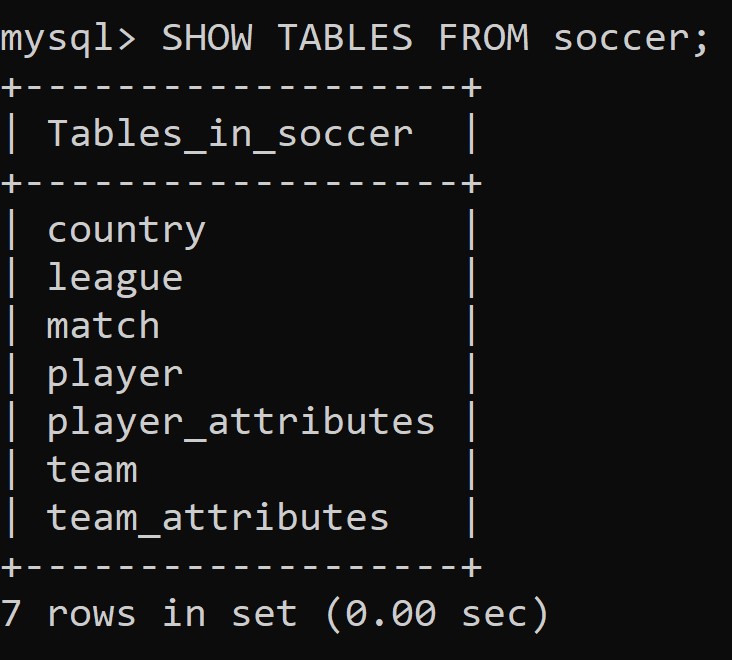 mysql> SHOW TABLES FROM soccer;
+-------------------+
| Tables_in_soccer  |
+-------------------+
| country           |
| league            |
| match             |
| player            |
| player_attributes |
| team              |
| team_attributes   |
+-------------------+
7 rows in set (0.00 sec)